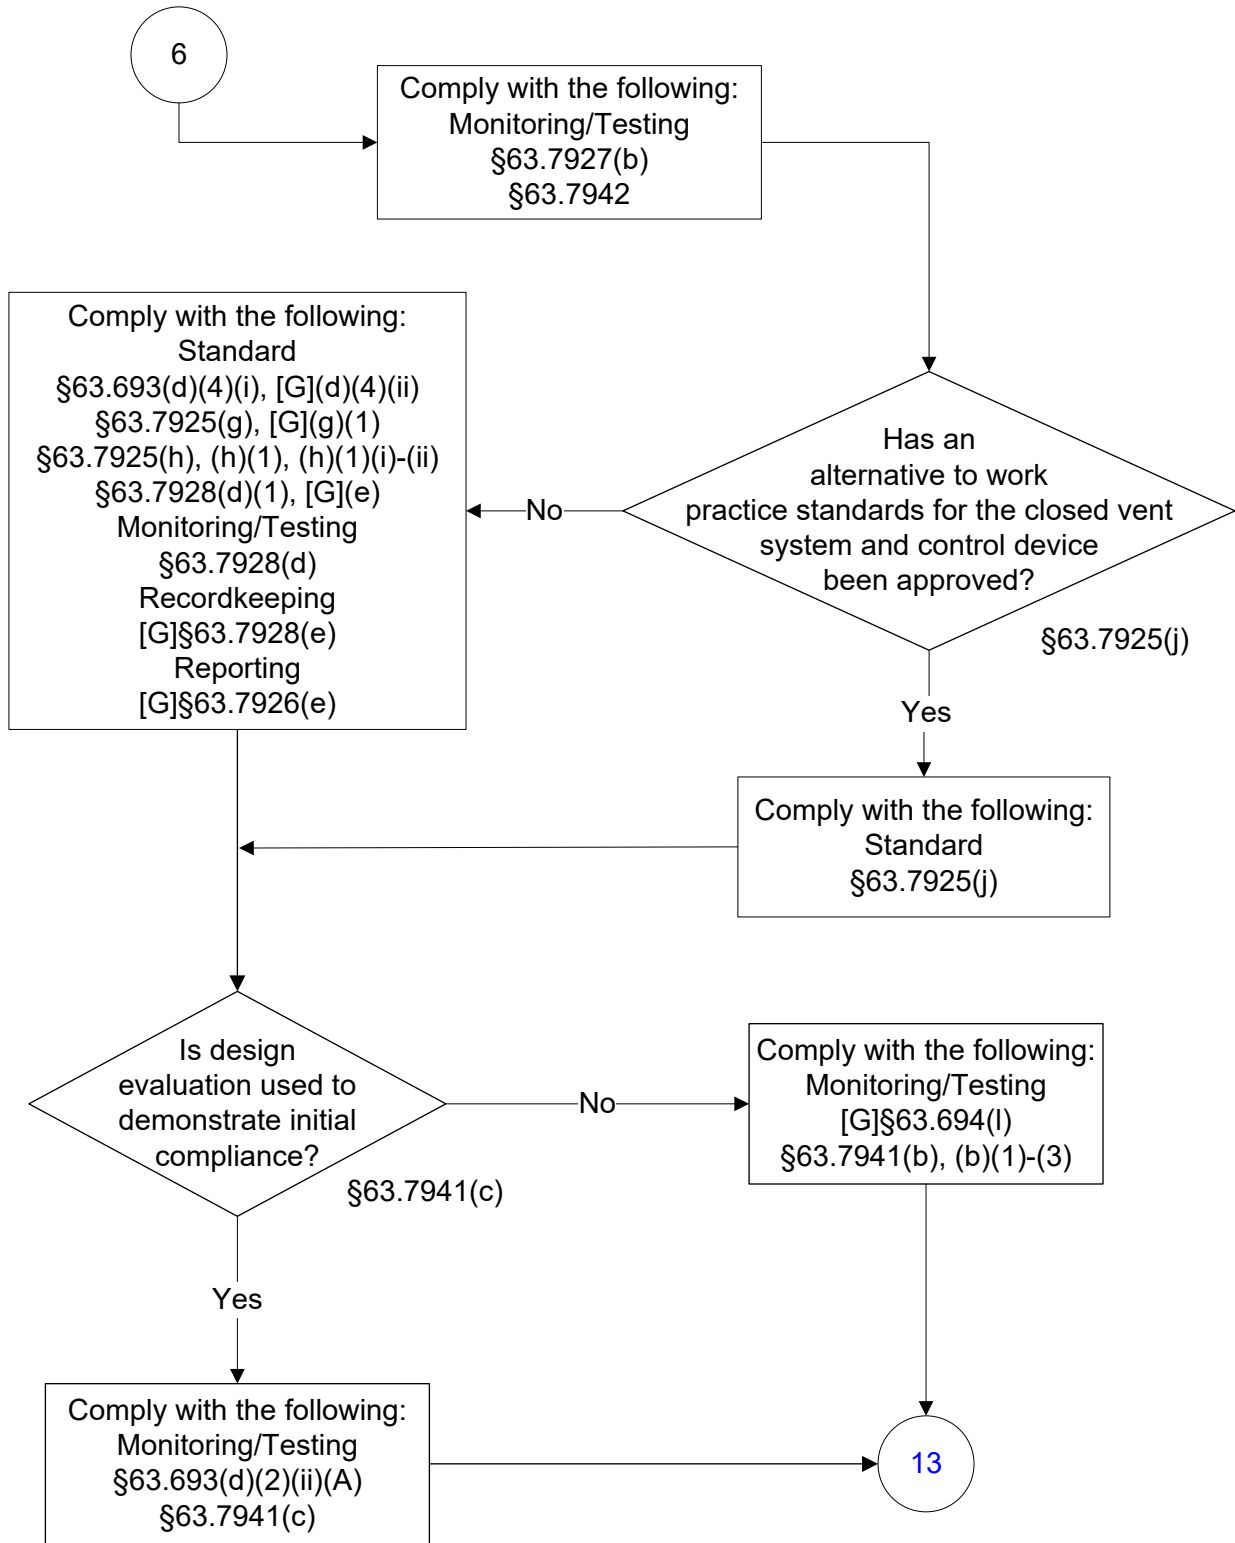 6
Comply with the following:
Monitoring/Testing
§63.7927(b)
§63.7942
Comply with the following:
Standard
§63.693(d)(4)(i), [G](d)(4)(ii)
§63.7925(g), [G](g)(1)
§63.7925(h), (h)(1), (h)(1)(i)-(ii)
§63.7928(d)(1), [G](e)
Monitoring/Testing
§63.7928(d)
Recordkeeping
[G]§63.7928(e)
Reporting
[G]§63.7926(e)
No
Has an
alternative to work
practice standards for the closed vent
system and control device
been approved?
§63.7925(j)
Yes
Comply with the following:
Standard
§63.7925(j)
Is design
evaluation used to
demonstrate initial
compliance?
§63.7941(c)
No
Comply with the following:
Monitoring/Testing
[G]§63.694(l)
§63.7941(b), (b)(1)-(3)
Yes
Comply with the following:
Monitoring/Testing
§63.693(d)(2)(ii)(A)
§63.7941(c)
13